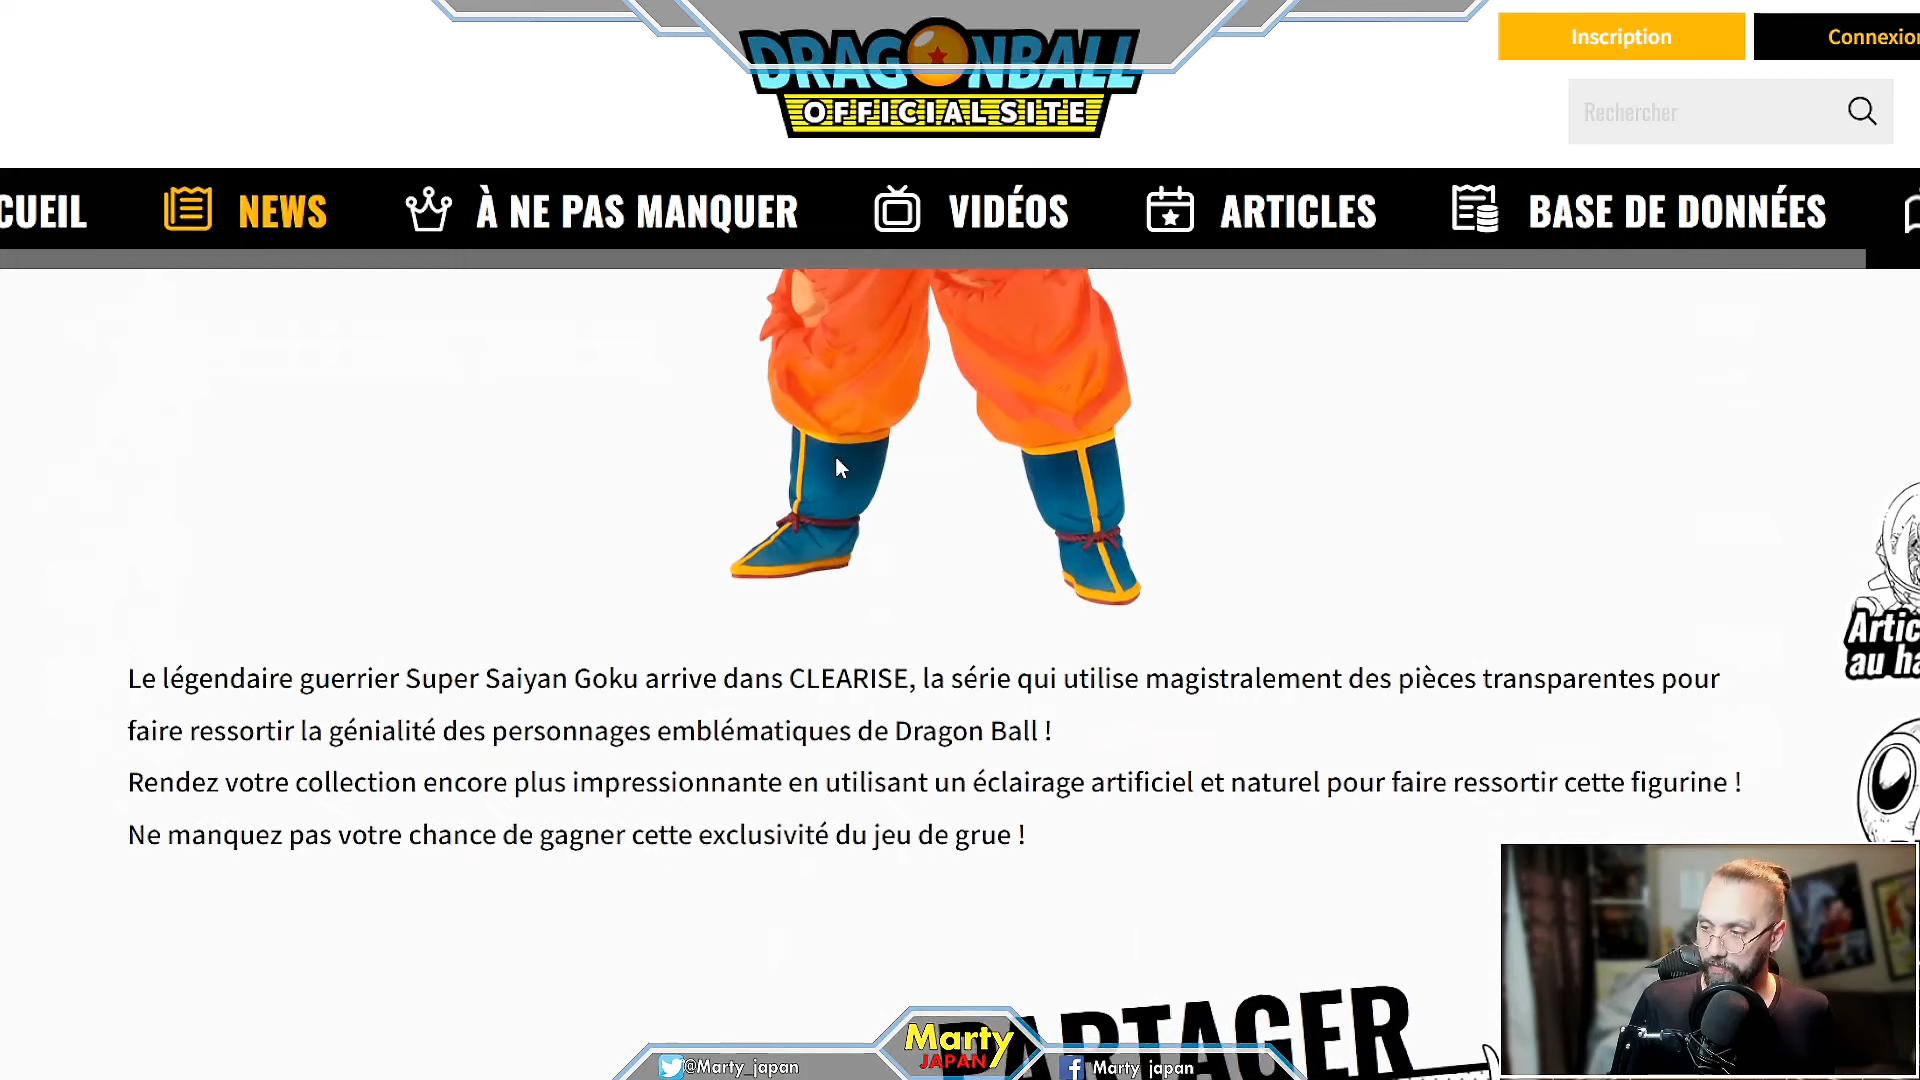 DRAGONBALL
OFFICIAL SITE
Inscription
Connexion
Rechercher
CUEIL
NEWS
À NE PAS MANQUER
VIDÉOS
ARTICLES
BASE DE DONNÉES
Artic
au ha
Le légendaire guerrier Super Saiyan Goku arrive dans CLEARISE, la série qui utilise magistralement des pièces transparentes pour
faire ressortir la génialité des personnages emblématiques de Dragon Ball !
Rendez votre collection encore plus impressionnante en utilisant un éclairage artificiel et naturel pour faire ressortir cette figurine !
Ne manquez pas votre chance de gagner cette exclusivité du jeu de grue !
PARTAGER
Marty
JAPAN
@Marty_japan
Marty japan